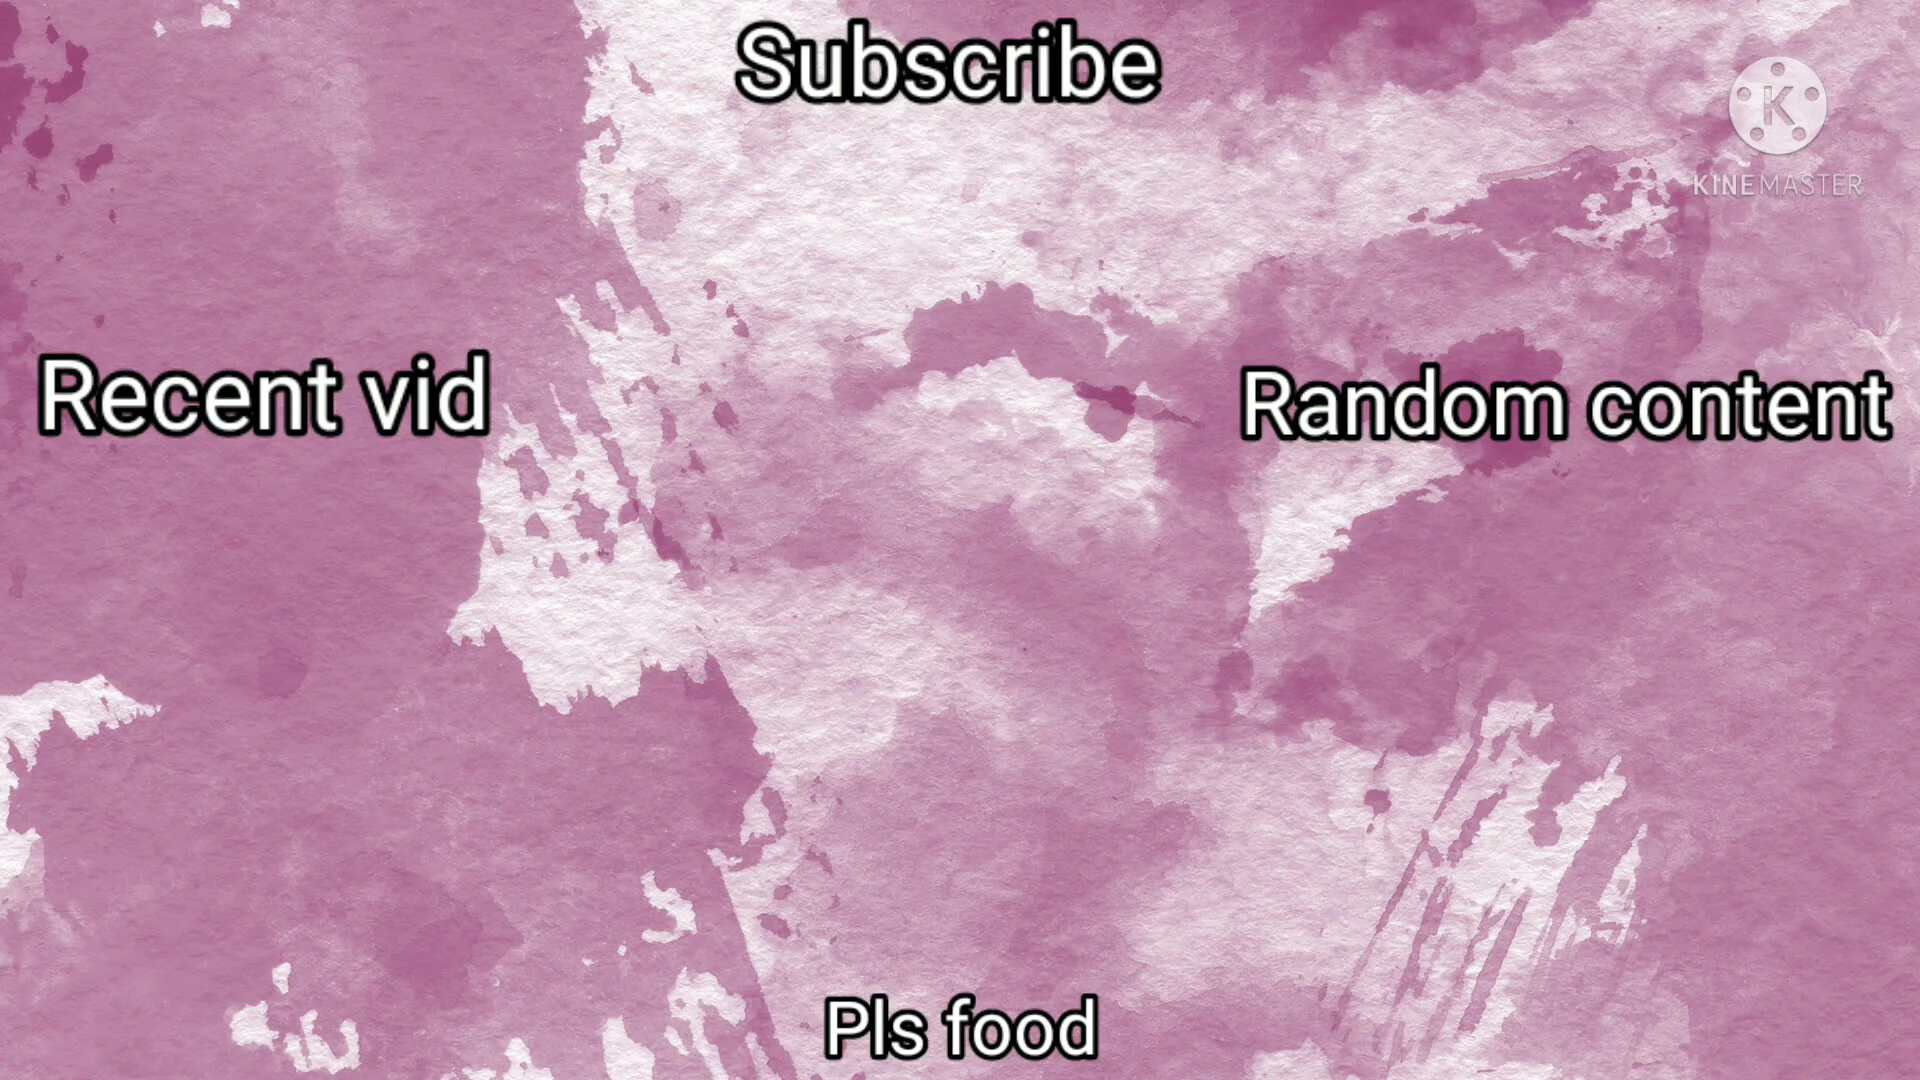 Subscribe
K
KINEMASTER
Recent vid
Random content
Pls food